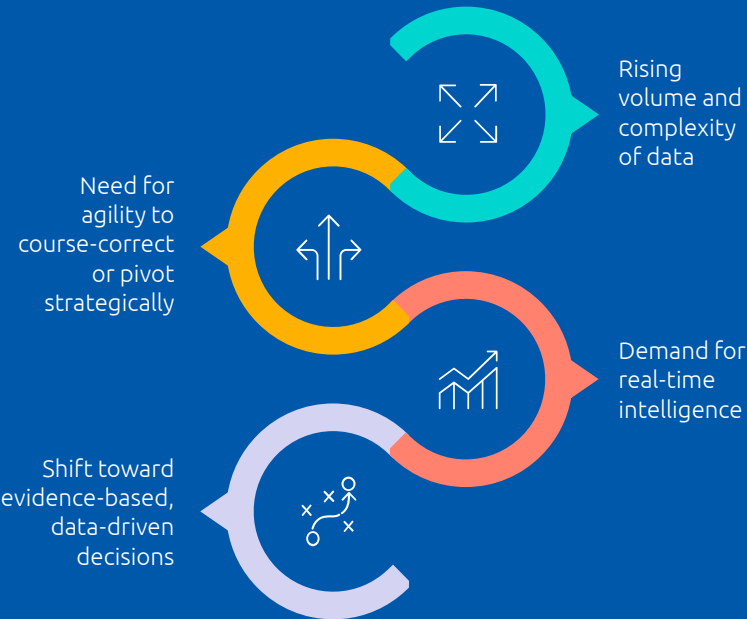 Rising
volume and
complexity
of data
Need for
agility to
course-correct
or pivot
strategically
Demand for
real-time
intelligence
Shift toward
evidence-based,
data-driven
decisions